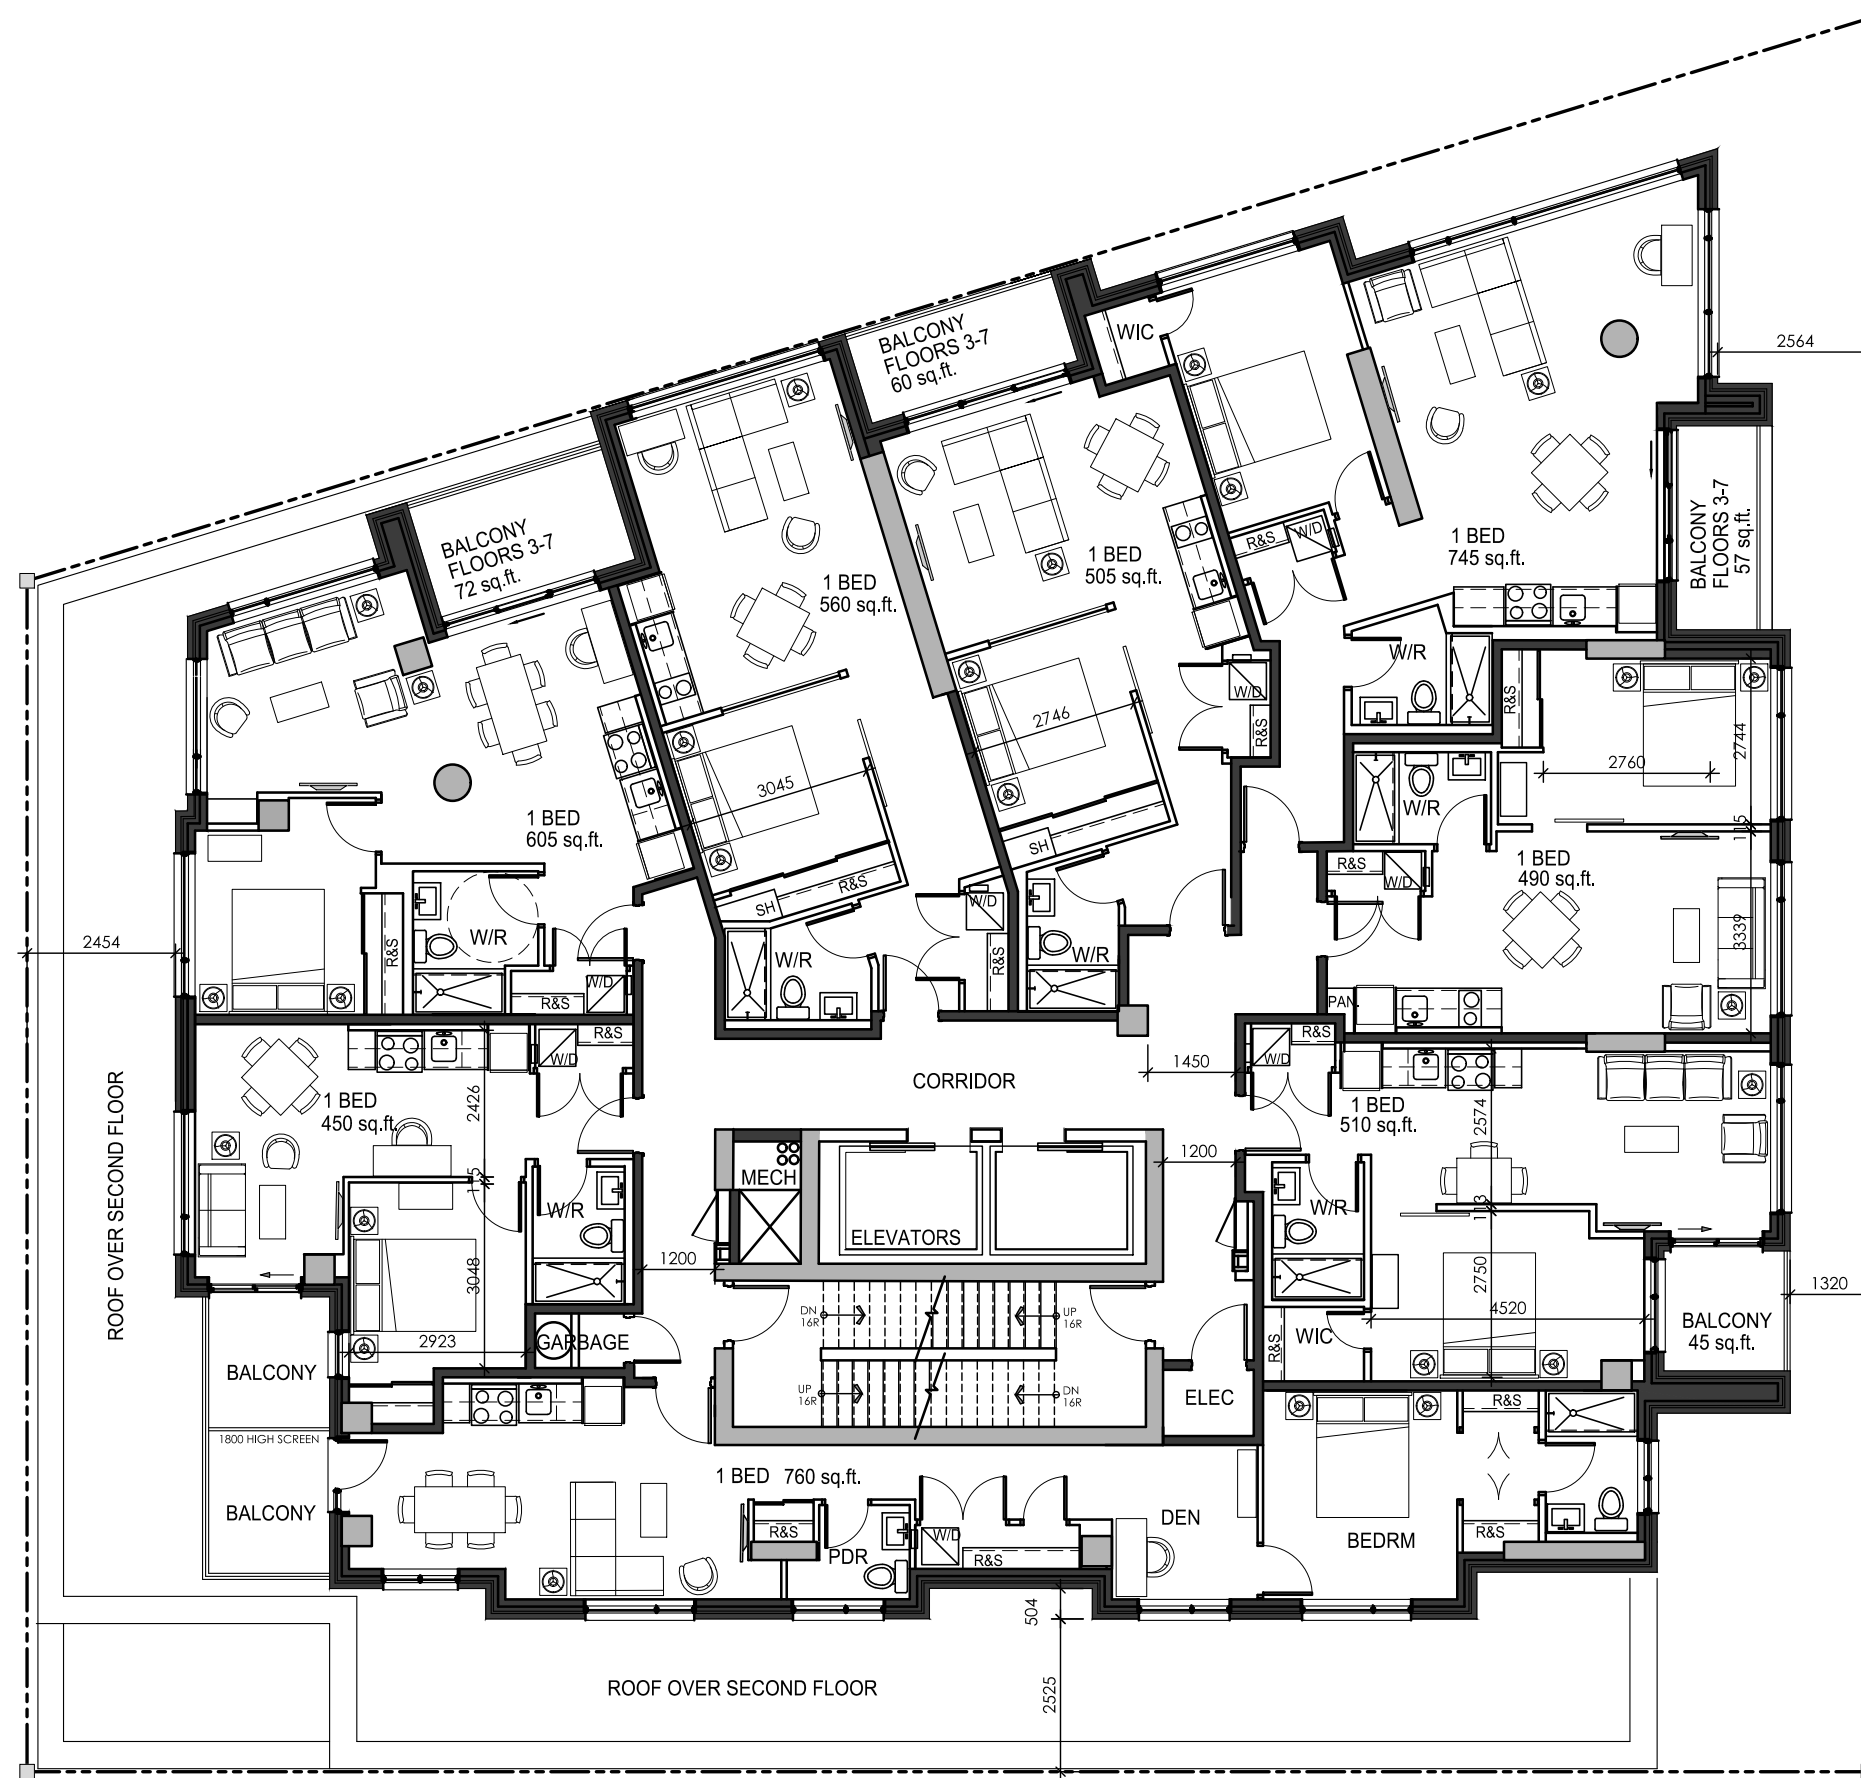 WIC
2564
BALCONY
FLOORS 3-7
60 sq.ft.
BALCONY
FLOORS 3-7
72 sq.ft.
1 BED
560 sq.ft.
1 BED
505 sq.ft.
R&S
W/D
1 BED
745 sq.ft.
BALCONY
FLOORS 3-7
57 sq.ft.
W/R
W/D
R&S
R&S
2744
2746
2760
3045
1 BED
605 sq.ft.
W/R
115
SH
R&S
SH
R&S
W/D
1 BED
490 sq.ft.
3339
2454
R&S
W/R
W/D
R&S
W/R
W/D
R&S
W/R
PAN.
ROOF OVER SECOND FLOOR
R&S
W/D
2426
1 BED
450 sq.ft.
115
W/R
3048
2923
CORRIDOR
1450
R&S
W/D
1 BED
510 sq.ft.
2574
MECH
ELEVATORS
1200
1200
W/R
113
2750
4520
1320
BALCONY
45 sq.ft.
GARBAGE
DN
16R
UP
16R
UP
16R
DN
16R
R&S
WIC
ELEC
BALCONY
1800 HIGH SCREEN
BALCONY
1 BED 760 sq.ft.
R&S
PDR
W/D
R&S
DEN
BEDRM
R&S
R&S
504
2525
ROOF OVER SECOND FLOOR